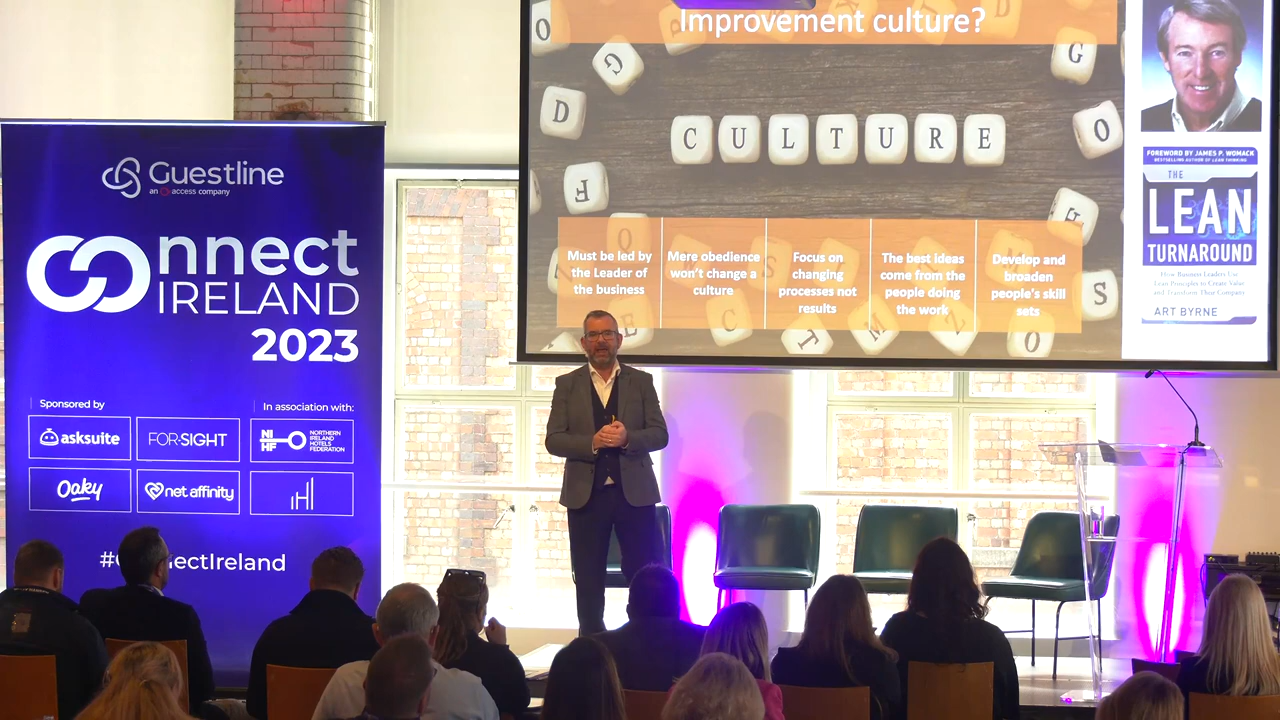 Guestline
an access company
connect
IRELAND
2023
Sponsored by
In association with:
asksuite
FOR-SIGHT
NI
HF
NORTHERN
IRELAND
HOTELS
FEDERATION
Oaky
net affinity
Improvement culture?
O
G
G
D
CULTURE
O
F
Must be led by
the Leader of
the business
Mere obedience
won't change a
culture
Focus on
changing
processes not
results
The best ideas
come from the
people doing
the work
Develop and
broaden
people's skill
sets
S
E
C
T
M
Z
O
FOREWORD BY JAMES P. WOMACK
BESTSELLING AUTHOR OF LEAN THINKING
THE
LEAN
TURNAROUND
How Business Leaders Use
Lean Principles to Create Value
and Transform Their Company
ART BYRNE